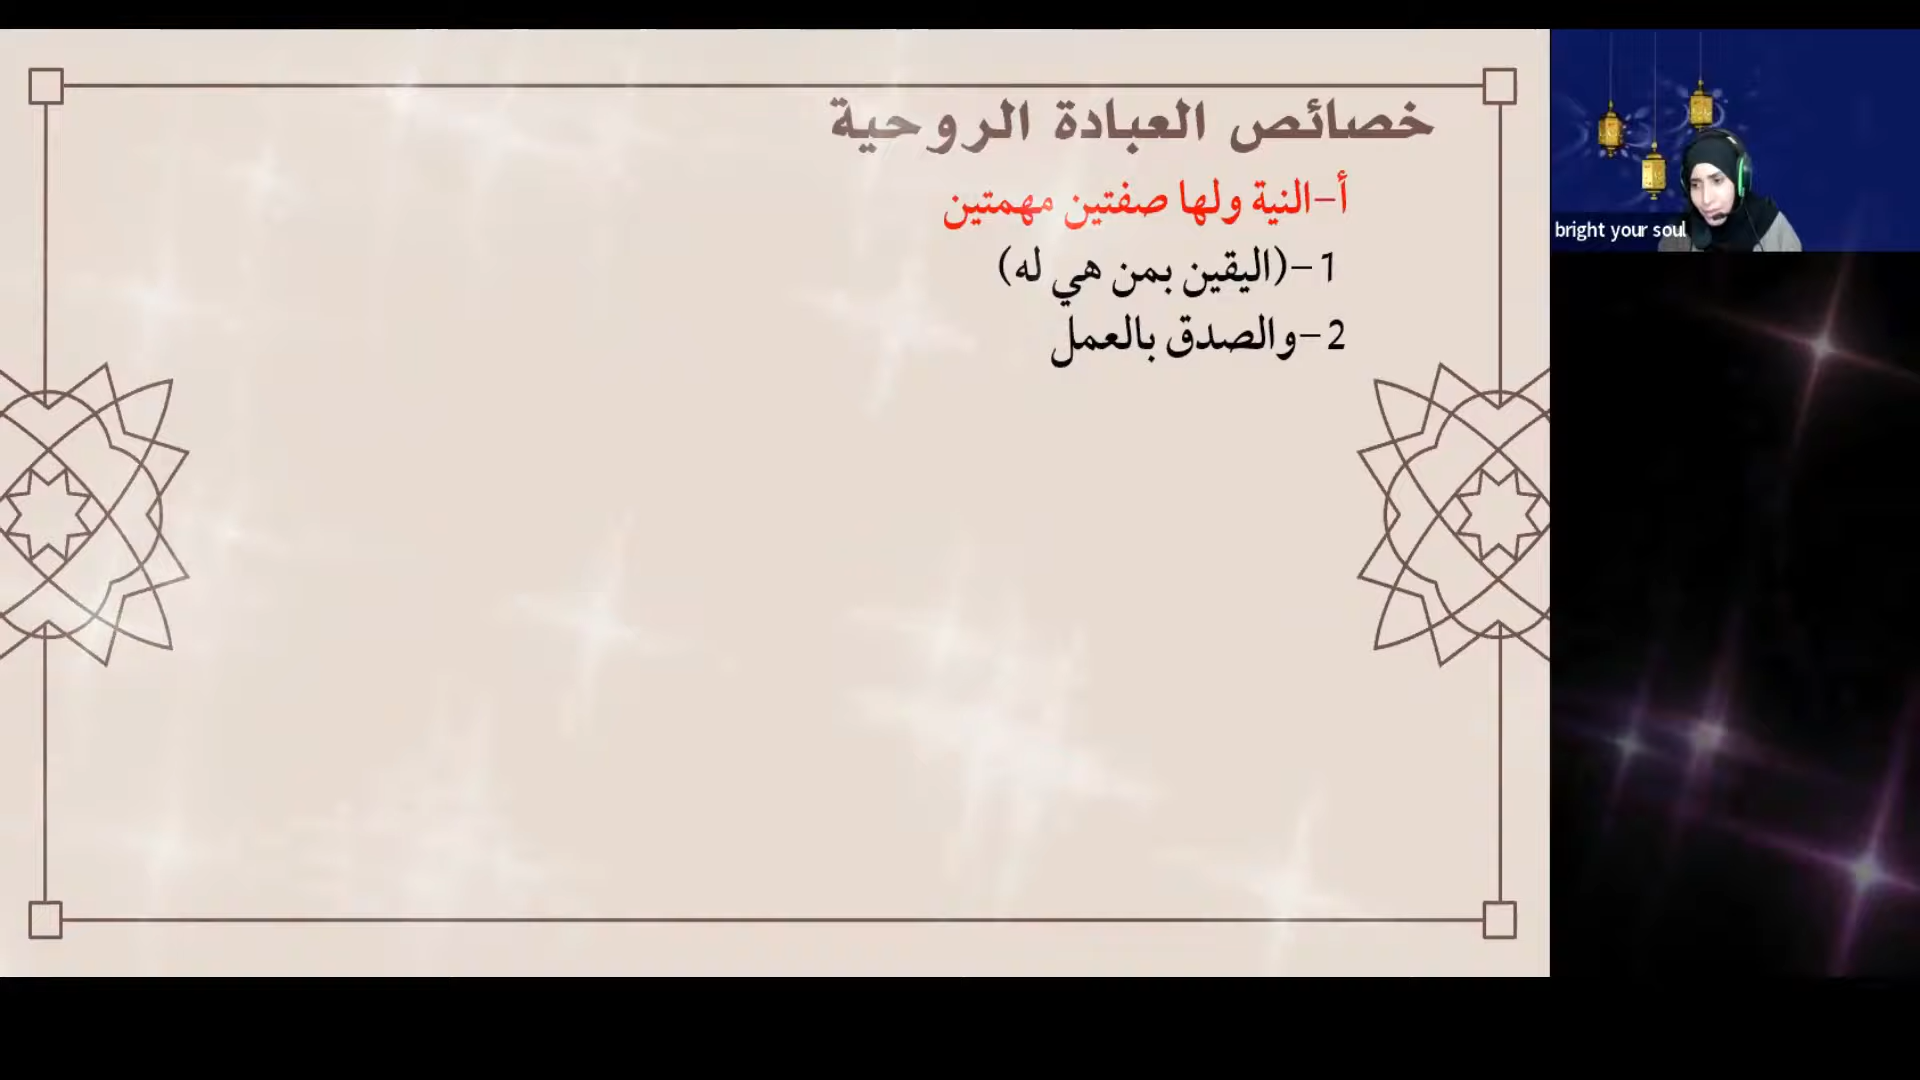 خصائص العبادة الروحية
أ-النية ولها صفتين مهمتين
1-(اليقين بمن هي له)
2-والصدق بالعمل
bright your soul